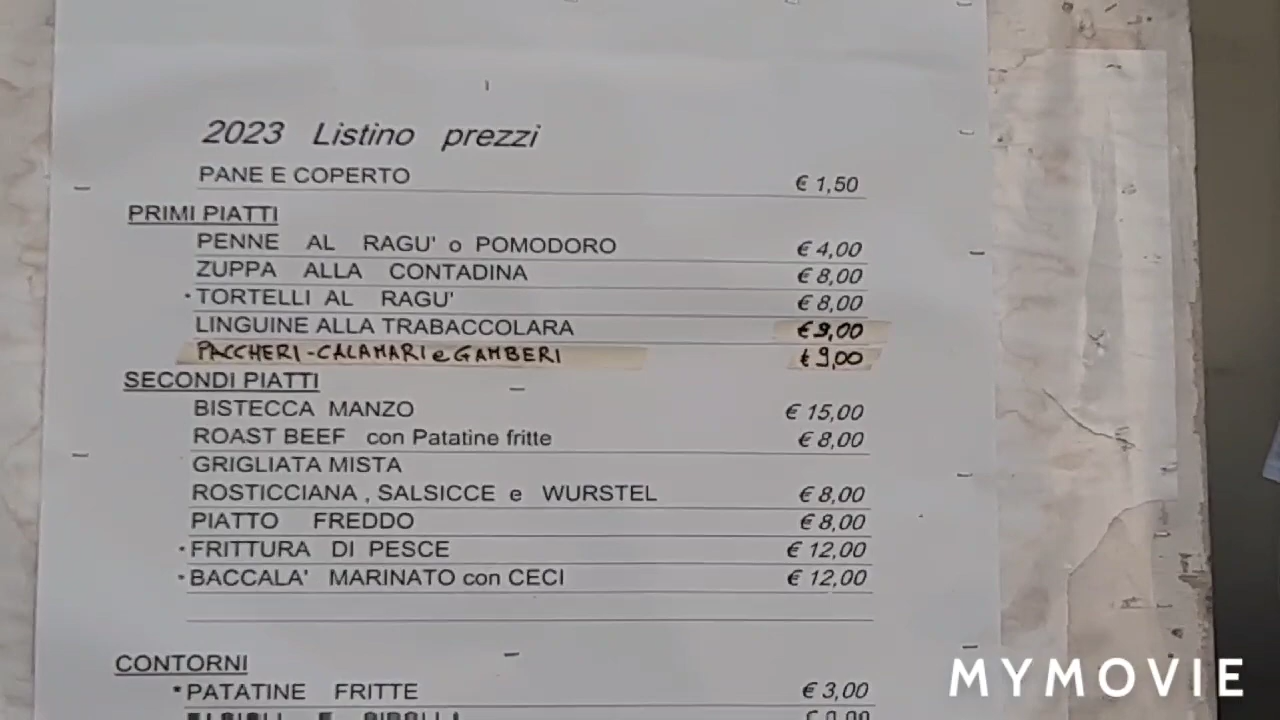 2023 Listino prezzi
PANE E COPERTO € 1,50
PRIMI PIATTI
PENNE AL RAGU' o POMODORO € 4,00
ZUPPA ALLA CONTADINA € 8,00
·TORTELLI AL RAGU' € 8,00
LINGUINE ALLA TRABACCOLARA € 9,00
PACCHERI-CALAMARI e GAMBERI € 9,00
SECONDI PIATTI
BISTECCA MANZO € 15,00
ROAST BEEF con Patatine fritte € 8,00
GRIGLIATA MISTA
ROSTICCIANA , SALSICCE e WURSTEL € 8,00
PIATTO FREDDO € 8,00
·FRITTURA DI PESCE € 12,00
·BACCALA' MARINATO con CECI € 12,00
CONTORNI
*PATATINE FRITTE € 3,00
MYMOVIE